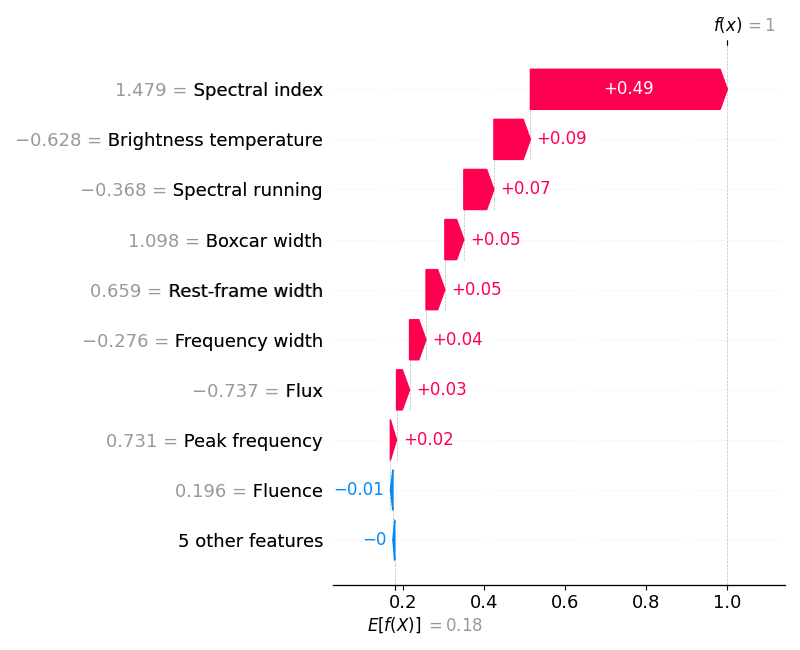 f(x) = 1
1.479 = Spectral index +0.49
−0.628 = Brightness temperature +0.09
−0.368 = Spectral running +0.07
1.098 = Boxcar width +0.05
0.659 = Rest-frame width +0.05
−0.276 = Frequency width +0.04
−0.737 = Flux +0.03
0.731 = Peak frequency +0.02
0.196 = Fluence −0.01
5 other features −0
0.2 0.4 0.6 0.8 1.0
E[f(X)] = 0.18